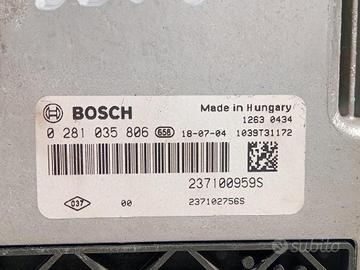 BOSCH
Made in Hungary
1263 0434
0 281 035 806 658 18-07-04 1039T31172
237100959S
037 00 237102756S
subito